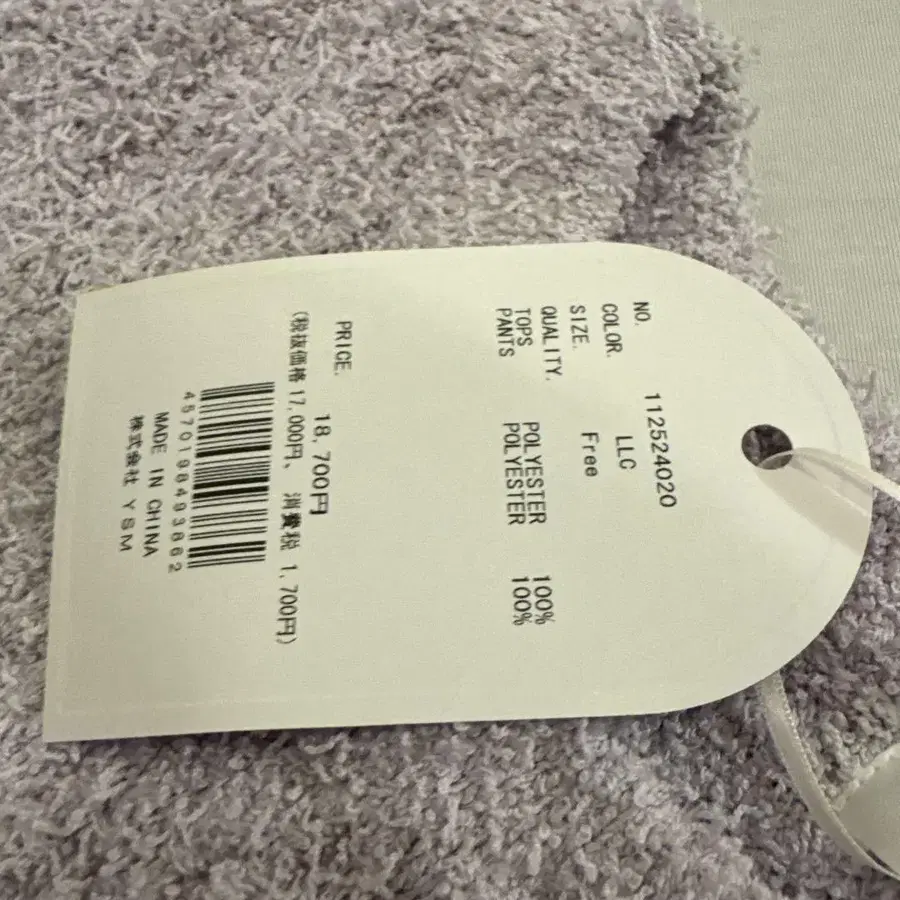 NO. 112524020
COLOR. LLC
SIZE. Free
QUALITY.
TOPS POLYESTER 100%
PANTS POLYESTER 100%
PRICE. 18,700円
(税抜価格17,000円、消費税 1,700円)
4570198493862
MADE IN CHINA
株式会社 YSM